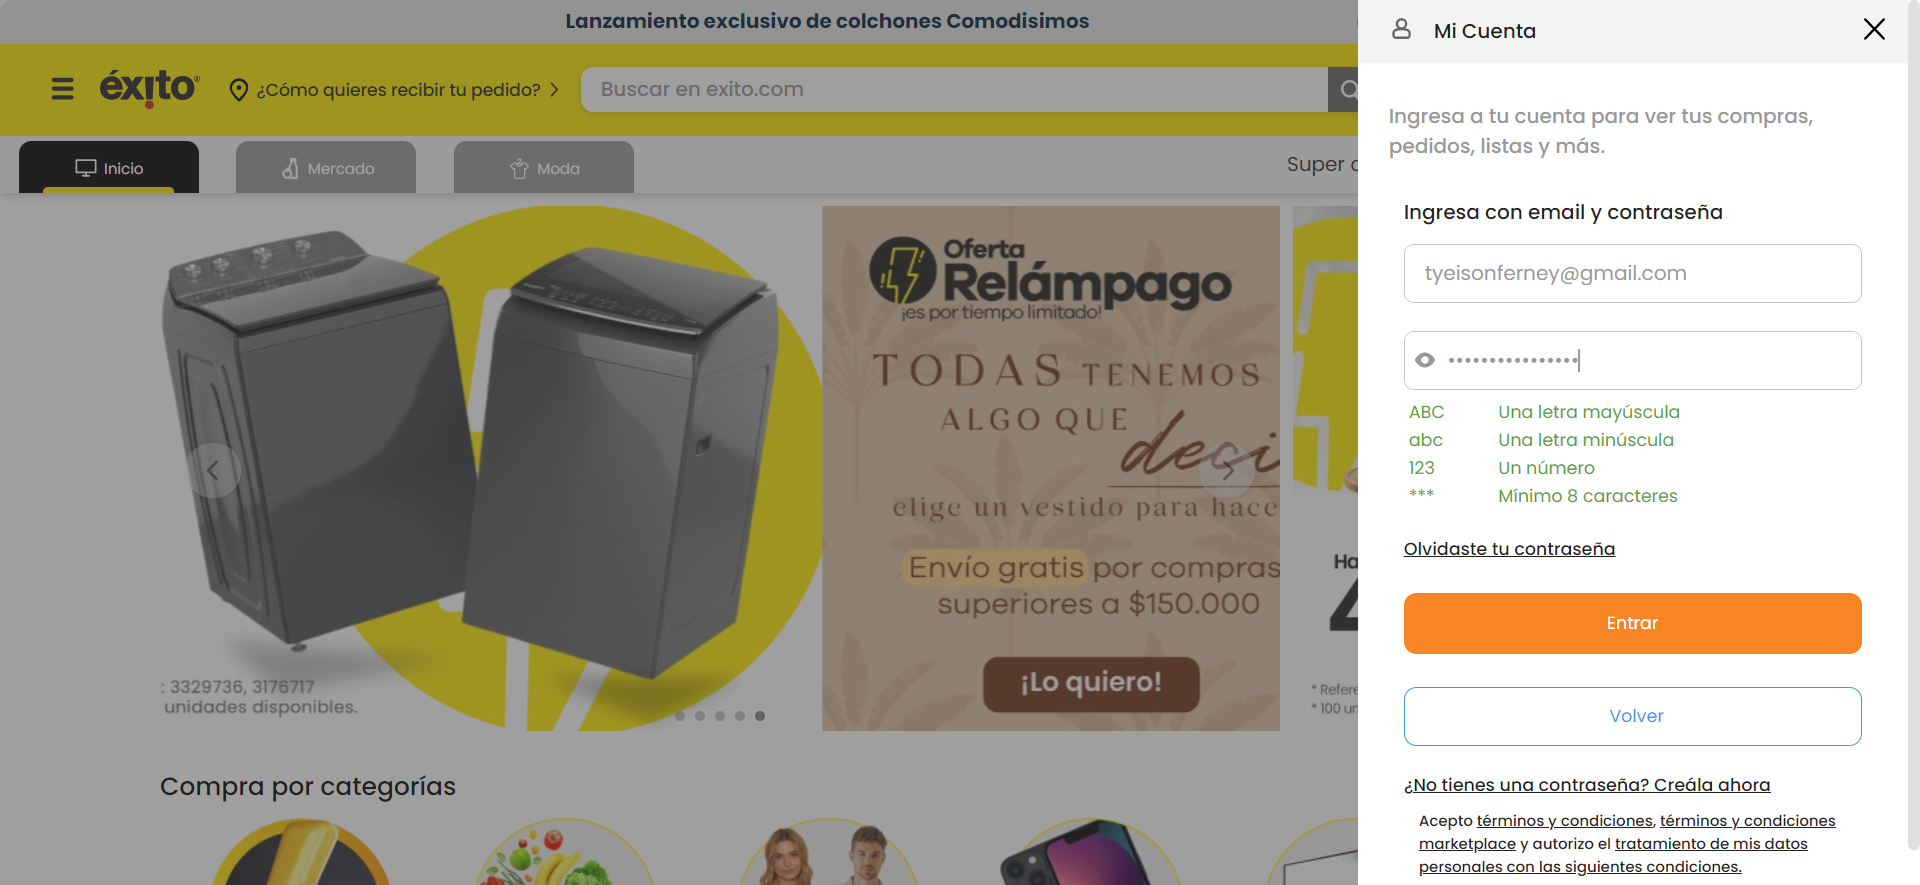 Lanzamiento exclusivo de colchones Comodisimos
éxito
¿Cómo quieres recibir tu pedido?
Buscar en exito.com
Inicio
Mercado
Moda
Super
Oferta
Relámpago
¡es por tiempo limitado!
TODAS TENEMOS
ALGO QUE
deci
elige un vestido para hace
Envío gratis por compras
superiores a $150.000
¡Lo quiero!
: 3329736, 3176717
unidades disponibles.
Ha
4
* Refere
* 100 un
Compra por categorías
Mi Cuenta
Ingresa a tu cuenta para ver tus compras,
pedidos, listas y más.
Ingresa con email y contraseña
tyeisonferney@gmail.com
••••••••••••••••
ABC Una letra mayúscula
abc Una letra minúscula
123 Un número
*** Mínimo 8 caracteres
Olvidaste tu contraseña
Entrar
Volver
¿No tienes una contraseña? Creála ahora
Acepto términos y condiciones, términos y condiciones
marketplace y autorizo el tratamiento de mis datos
personales con las siguientes condiciones.